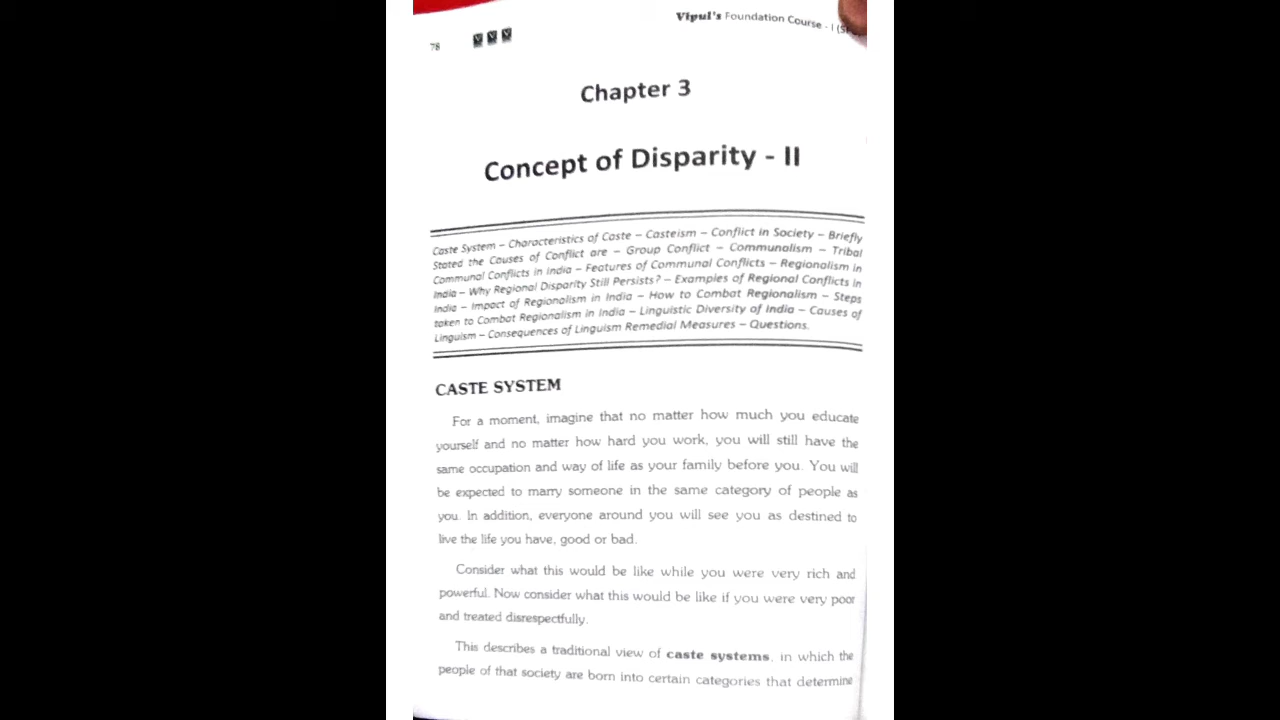 Vipul's Foundation Course - I
78
Chapter 3
Concept of Disparity - II
Caste System – Characteristics of Caste – Casteism – Conflict in Society – Briefly
Stated the Causes of Conflict are – Group Conflict – Communalism – Tribal
Communal Conflicts in India – Features of Communal Conflicts – Regionalism in
India – Why Regional Disparity Still Persists? – Examples of Regional Conflicts in
India – Impact of Regionalism in India – How to Combat Regionalism – Steps
taken to Combat Regionalism in India – Linguistic Diversity of India – Causes of
Linguism – Consequences of Linguism Remedial Measures – Questions.
CASTE SYSTEM
For a moment, imagine that no matter how much you educate
yourself and no matter how hard you work, you will still have the
same occupation and way of life as your family before you. You will
be expected to marry someone in the same category of people as
you. In addition, everyone around you will see you as destined to
live the life you have, good or bad.
Consider what this would be like while you were very rich and
powerful. Now consider what this would be like if you were very poor
and treated disrespectfully.
This describes a traditional view of caste systems, in which the
people of that society are born into certain categories that determine